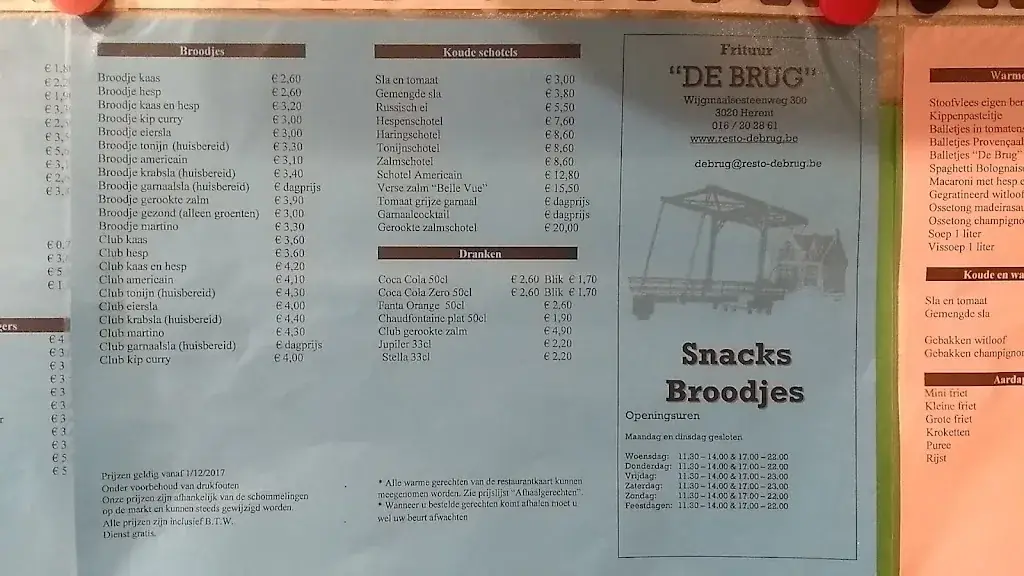 Broodjes
Broodje kaas € 2,60
Broodje hesp € 2,60
Broodje kaas en hesp € 3,20
Broodje kip curry € 3,00
Broodje eiersla € 3,00
Broodje tonijn (huisbereid) € 3,30
Broodje americain € 3,10
Broodje krabsla (huisbereid) € 3,40
Broodje garnaalsla (huisbereid) € dagprijs
Broodje gerookte zalm € 3,90
Broodje gezond (alleen groenten) € 3,00
Broodje martino € 3,30
Club kaas € 3,60
Club hesp € 3,60
Club kaas en hesp € 4,20
Club americain € 4,10
Club tonijn (huisbereid) € 4,30
Club eiersla € 4,00
Club krabsla (huisbereid) € 4,40
Club martino € 4,30
Club garnaalsla (huisbereid) € dagprijs
Club kip curry € 4,00
Prijzen geldig vanaf 1/12/2017
Onder voorbehoud van drukfouten
Onze prijzen zijn afhankelijk van de schommelingen
op de markt en kunnen steeds gewijzigd worden.
Alle prijzen zijn inclusief B.T.W.
Dienst gratis.
Koude schotels
Sla en tomaat € 3,00
Gemengde sla € 3,80
Russisch ei € 5,50
Hespenschotel € 7,60
Haringschotel € 8,60
Tonijnschotel € 8,60
Zalmschotel € 8,60
Schotel Americain € 12,80
Verse zalm “Belle Vue” € 15,50
Tomaat grijze garnaal € dagprijs
Garnaalcocktail € dagprijs
Gerookte zalmschotel € 20,00
Dranken
Coca Cola 50cl € 2,60 Blik € 1,70
Coca Cola Zero 50cl € 2,60 Blik € 1,70
Fanta Orange 50cl € 2,60
Chaudfontaine plat 50cl € 1,90
Club gerookte zalm € 4,90
Jupiler 33cl € 2,20
Stella 33cl € 2,20
* Alle warme gerechten van de restaurantkaart kunnen
meegenomen worden. Zie prijslijst “Afhaalgerechten”.
* Wanneer u bestelde gerechten komt afhalen moet u
wel uw beurt afwachten
Frituur
“DE BRUG”
Wijgmaalsesteenweg 300
3020 Herent
016 / 20 28 61
www.resto-debrug.be
debrug@resto-debrug.be
Snacks
Broodjes
Openingsuren
Maandag en dinsdag gesloten
Woensdag: 11.30 – 14.00 & 17.00 – 22.00
Donderdag: 11.30 – 14.00 & 17.00 – 22.00
Vrijdag: 11.30 – 14.00 & 17.00 – 23.00
Zaterdag: 11.30 – 14.00 & 17.00 – 23.00
Zondag: 11.30 – 14.00 & 17.00 – 22.00
Feestdagen: 11.30 – 14.00 & 17.00 – 22.00
Stoofvlees eigen
Kippenpasteitje
Balletjes in
Balletjes
Balletjes “De Brug”
Spaghetti
Macaroni met hesp
Gegratineerd witloof
Ossetong
Ossetong
Soep 1 liter
Vissoep 1 liter
Koude en
Sla en tomaat
Gemengde sla
Gebakken witloof
Gebakken
Mini friet
Kleine friet
Grote friet
Kroketten
Puree
Rijst